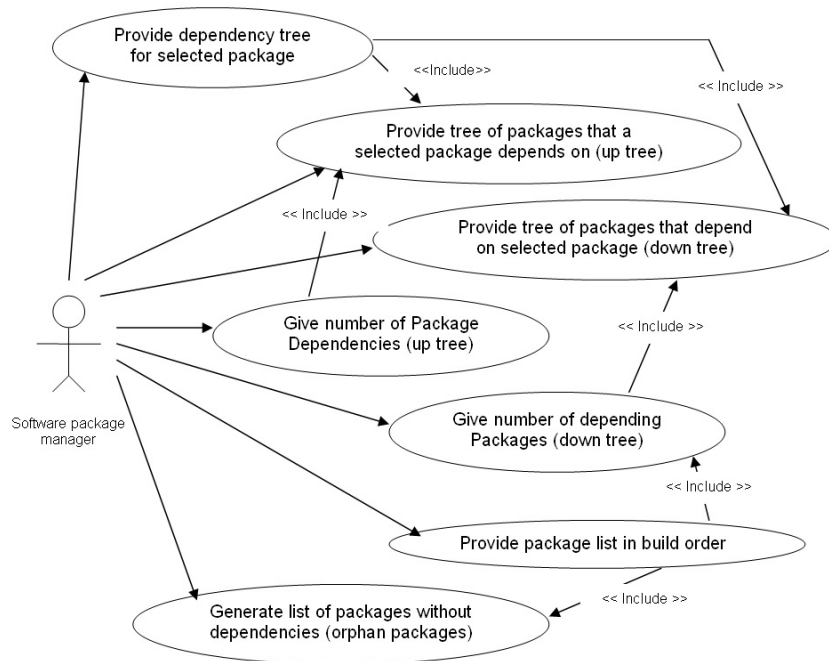 Provide dependency tree
for selected package
<<Include>>
<< Include >>
Provide tree of packages that a
selected package depends on (up tree)
<< Include >>
Provide tree of packages that depend
on selected package (down tree)
Give number of Package
Dependencies (up tree)
<< Include >>
Software package
manager
Give number of depending
Packages (down tree)
<< Include >>
Provide package list in build order
<< Include >>
Generate list of packages without
dependencies (orphan packages)